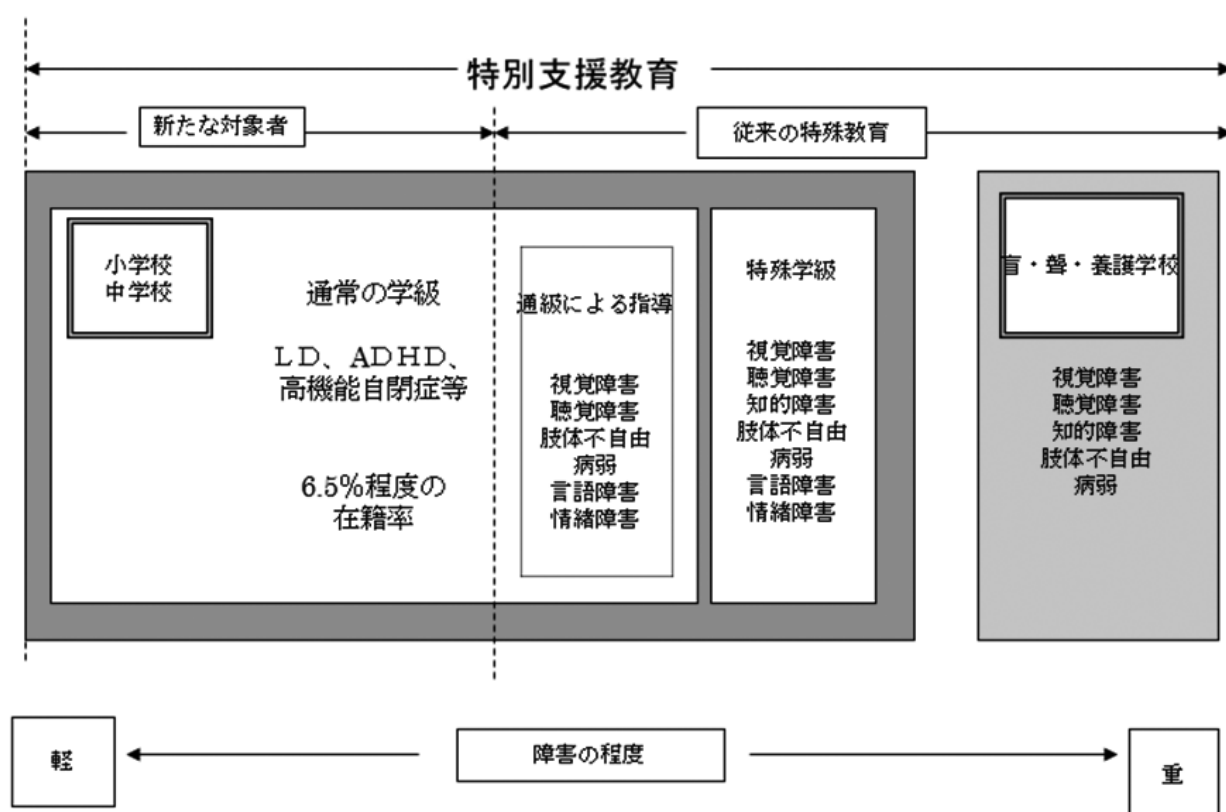 特別支援教育
新たな対象者
従来の特殊教育
小学校
中学校
通常の学級
ＬＤ、ＡＤＨＤ、
高機能自閉症等
6.5%程度の
在籍率
通級による指導
視覚障害
聴覚障害
肢体不自由
病弱
言語障害
情緒障害
特殊学級
視覚障害
聴覚障害
知的障害
肢体不自由
病弱
言語障害
情緒障害
盲・聾・養護学校
視覚障害
聴覚障害
知的障害
肢体不自由
病弱
軽
障害の程度
重